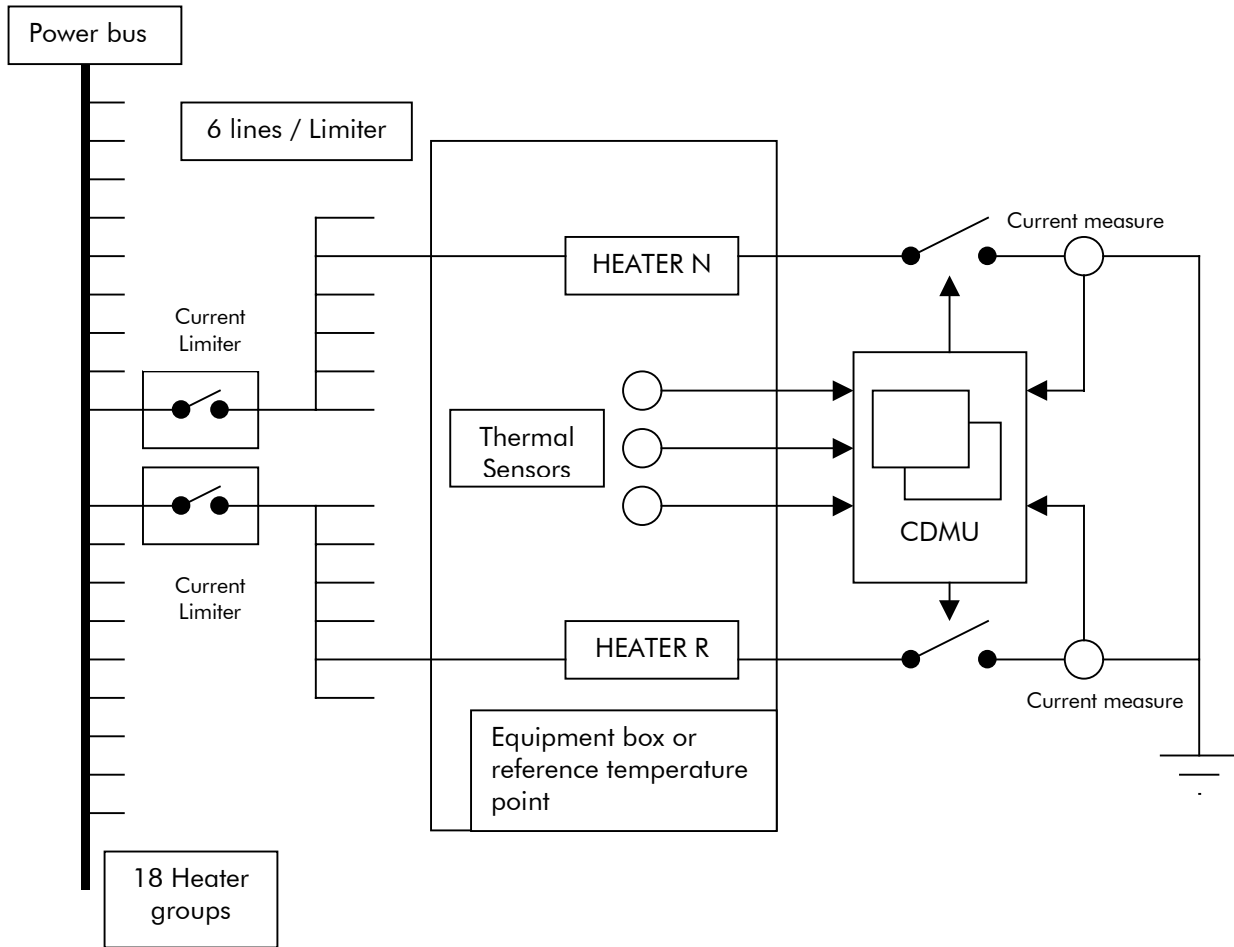 Power bus
6 lines / Limiter
Current measure
HEATER N
Current
Limiter
Thermal
Sensors
CDMU
Current
Limiter
HEATER R
Current measure
Equipment box or
reference temperature
point
18 Heater
groups